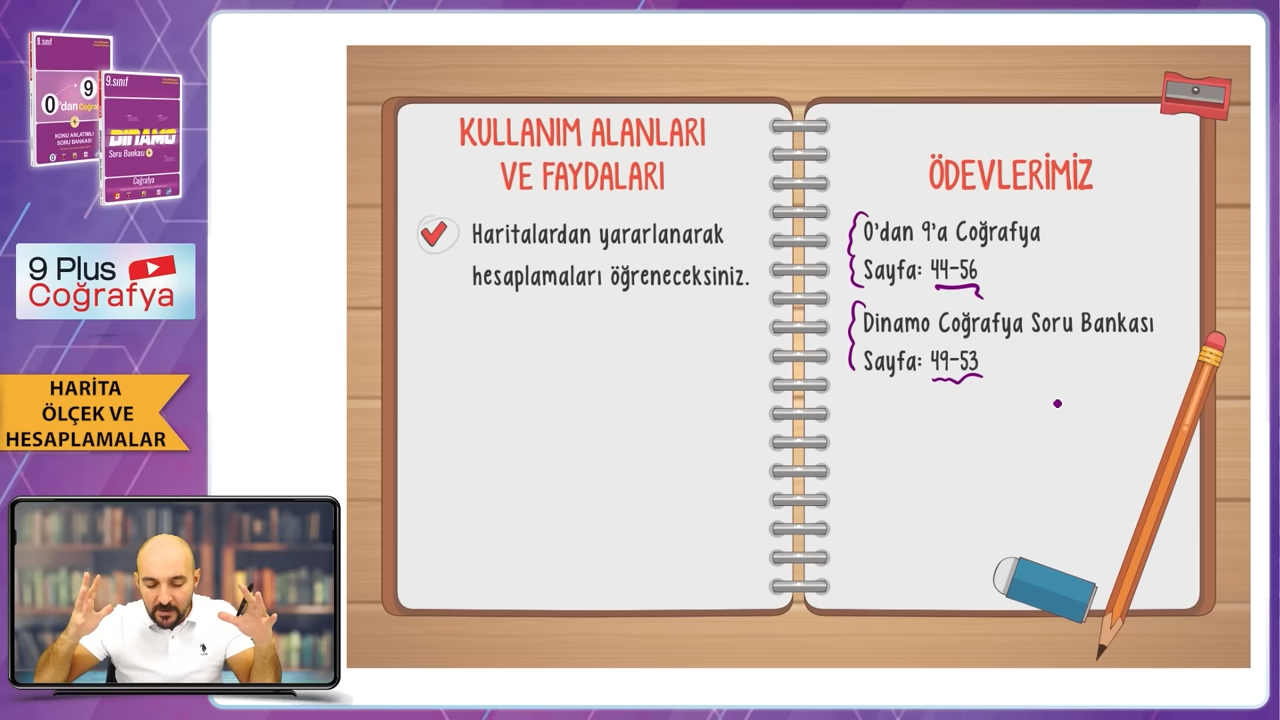 9.sınıf
0'dan
9
KONU ANLATIMLI
SORU BANKASI
9.sınıf
DİNAMO
Soru Bankası
Coğrafya
9 Plus
Coğrafya
HARİTA
ÖLÇEK VE
HESAPLAMALAR
KULLANIM ALANLARI
VE FAYDALARI
Haritalardan yararlanarak
hesaplamaları öğreneceksiniz.
ÖDEVLERİMİZ
0'dan 9'a Coğrafya
Sayfa: 44-56
Dinamo Coğrafya Soru Bankası
Sayfa: 49-53